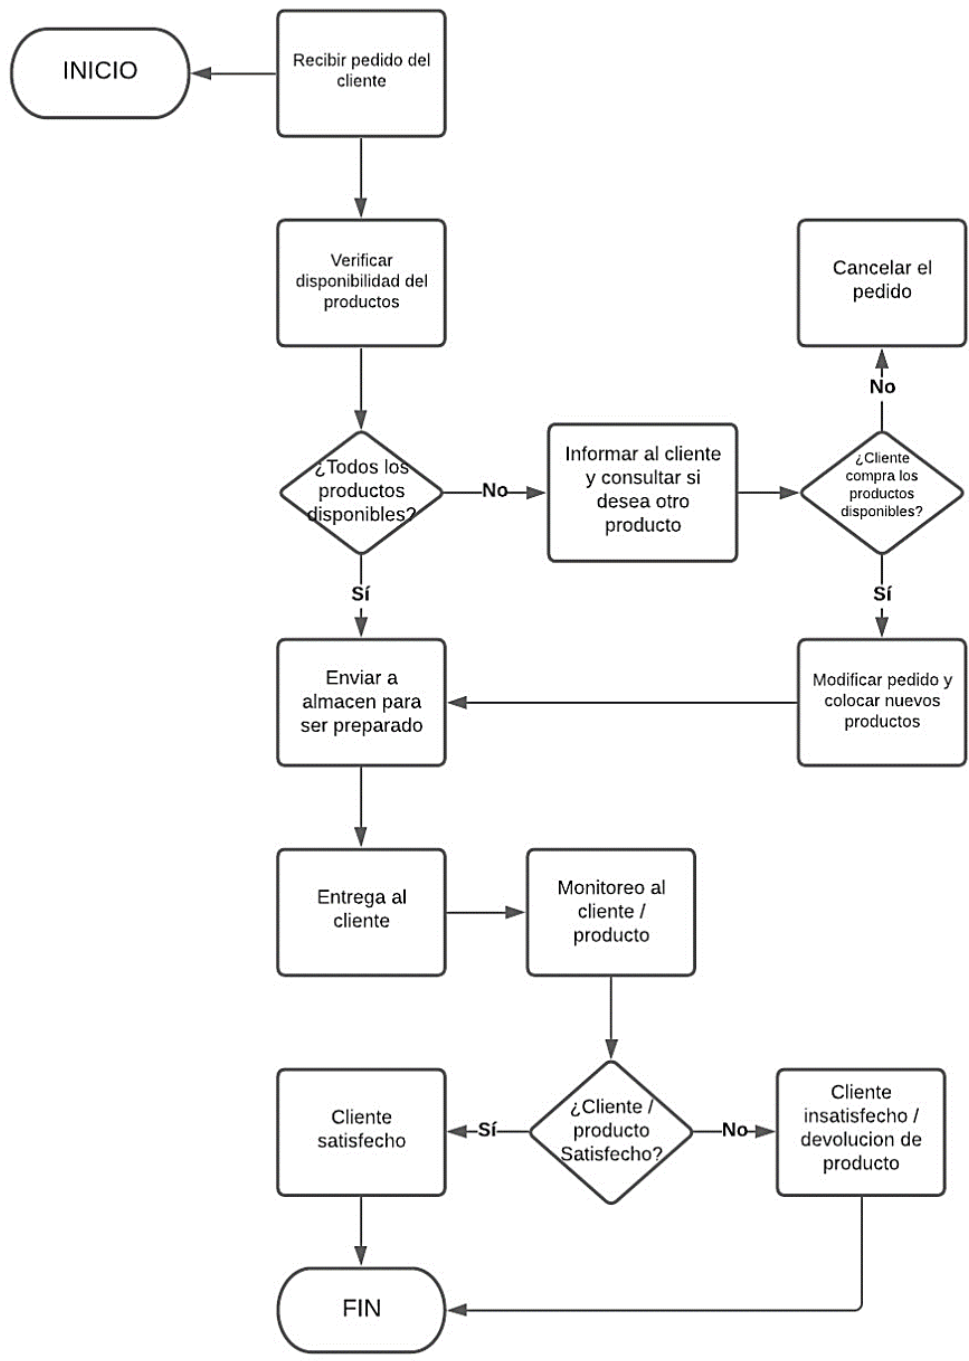 INICIO
Recibir pedido del
cliente
Verificar
disponibilidad del
productos
Cancelar el
pedido
No
¿Todos los
productos
disponibles?
No
Informar al cliente
y consultar si
desea otro
producto
¿Cliente
compra los
productos
disponibles?
Sí
Sí
Enviar a
almacen para
ser preparado
Modificar pedido y
colocar nuevos
productos
Entrega al
cliente
Monitoreo al
cliente /
producto
Cliente
satisfecho
Sí
¿Cliente /
producto
Satisfecho?
No
Cliente
insatisfecho /
devolucion de
producto
FIN